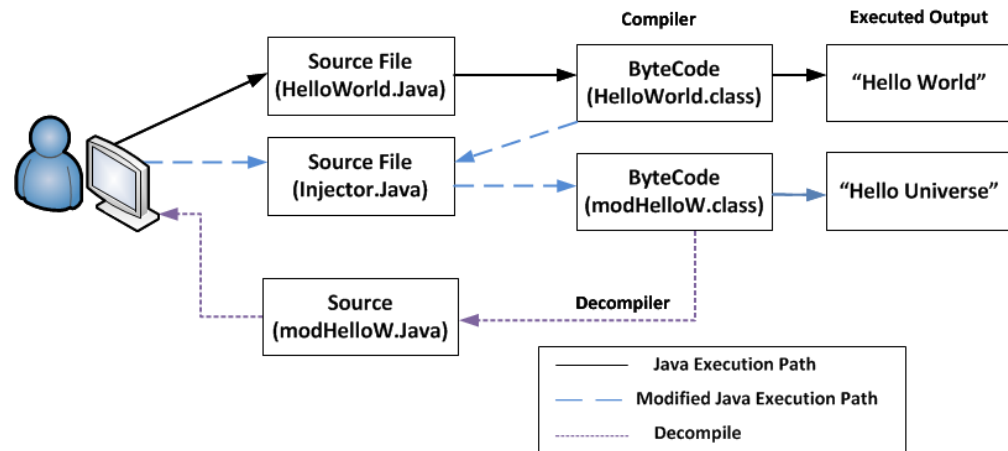 Compiler
Executed Output
Source File
(HelloWorld.Java)
ByteCode
(HelloWorld.class)
“Hello World”
Source File
(Injector.Java)
ByteCode
(modHelloW.class)
“Hello Universe”
Source
(modHelloW.Java)
Decompiler
Java Execution Path
Modified Java Execution Path
Decompile